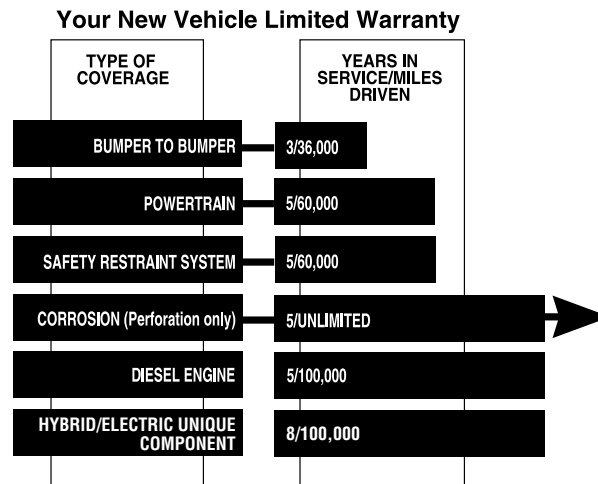 Your New Vehicle Limited Warranty
TYPE OF
COVERAGE
YEARS IN
SERVICE/MILES
DRIVEN
BUMPER TO BUMPER
3/36,000
POWERTRAIN
5/60,000
SAFETY RESTRAINT SYSTEM
5/60,000
CORROSION (Perforation only)
5/UNLIMITED
DIESEL ENGINE
5/100,000
HYBRID/ELECTRIC UNIQUE
COMPONENT
8/100,000